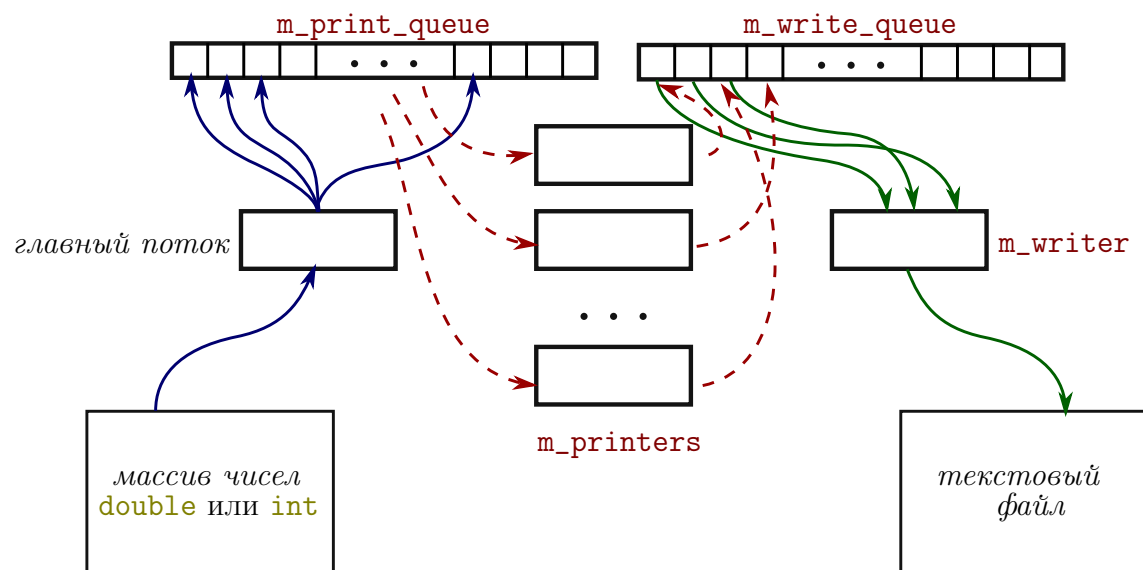 m_print_queue
m_write_queue
. . .
. . .
главный поток
m_writer
. . .
m_printers
массив чисел
double или int
текстовый
файл